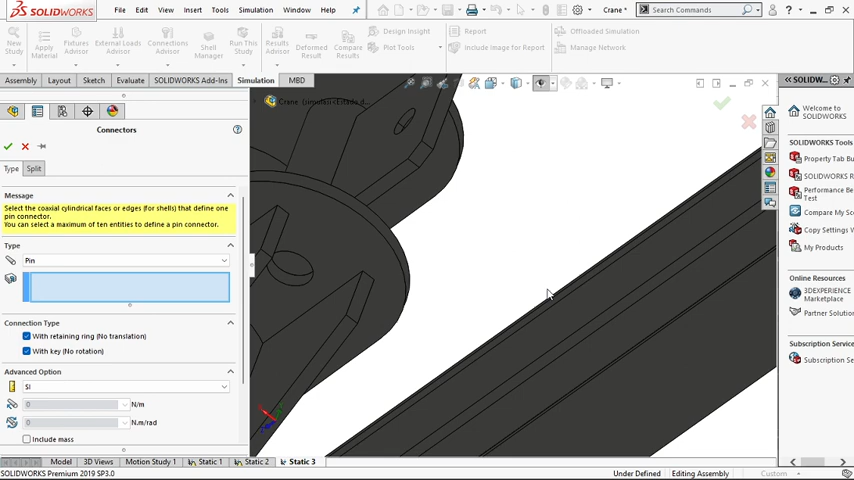 SOLIDWORKS File Edit View Insert Tools Simulation Window Help Crane * Search Commands
New Study Apply Material Fixtures Advisor External Loads Advisor Connections Advisor Shell Manager Run This Study Results Advisor Deformed Result Compare Results Design Insight Plot Tools Report Include Image for Report Offloaded Simulation Manage Network
Assembly Layout Sketch Evaluate SOLIDWORKS Add-Ins Simulation MBD
SOLIDW...
Connectors
Type Split
Message
Select the coaxial cylindrical faces or edges (for shells) that define one
pin connector.
You can select a maximum of ten entities to define a pin connector.
Type
Pin
Connection Type
With retaining ring (No translation)
With key (No rotation)
Advanced Option
SI
0 N/m
0 N.m/rad
Include mass
Welcome to
SOLIDWORKS
SOLIDWORKS Tools
Property Tab Bu
SOLIDWORKS R
Performance Be
Test
Compare My Sco
Copy Settings V
My Products
Online Resources
3DEXPERIENCE
Marketplace
Partner Solution
Subscription Service
Subscription Se
Model 3D Views Motion Study 1 Static 1 Static 2 Static 3
SOLIDWORKS Premium 2019 SP3.0 Under Defined Editing Assembly Custom